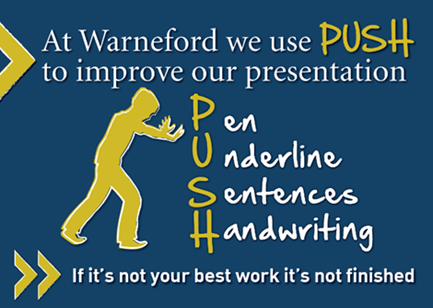 At Warneford we use PUSH
to improve our presentation
Pen
Underline
Sentences
Handwriting
If it's not your best work it's not finished